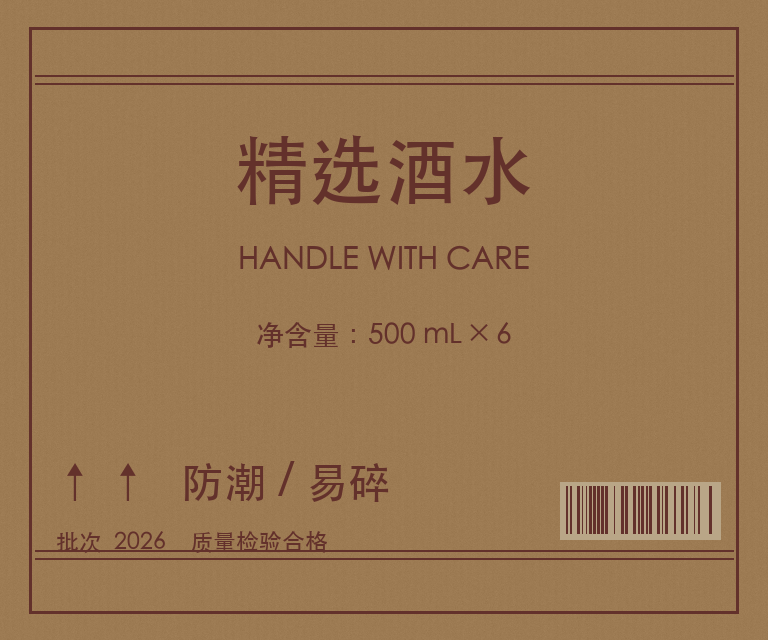 精选酒水
HANDLE WITH CARE
净含量：500 mL × 6
↑ ↑ 防潮 / 易碎
批次 2026 质量检验合格